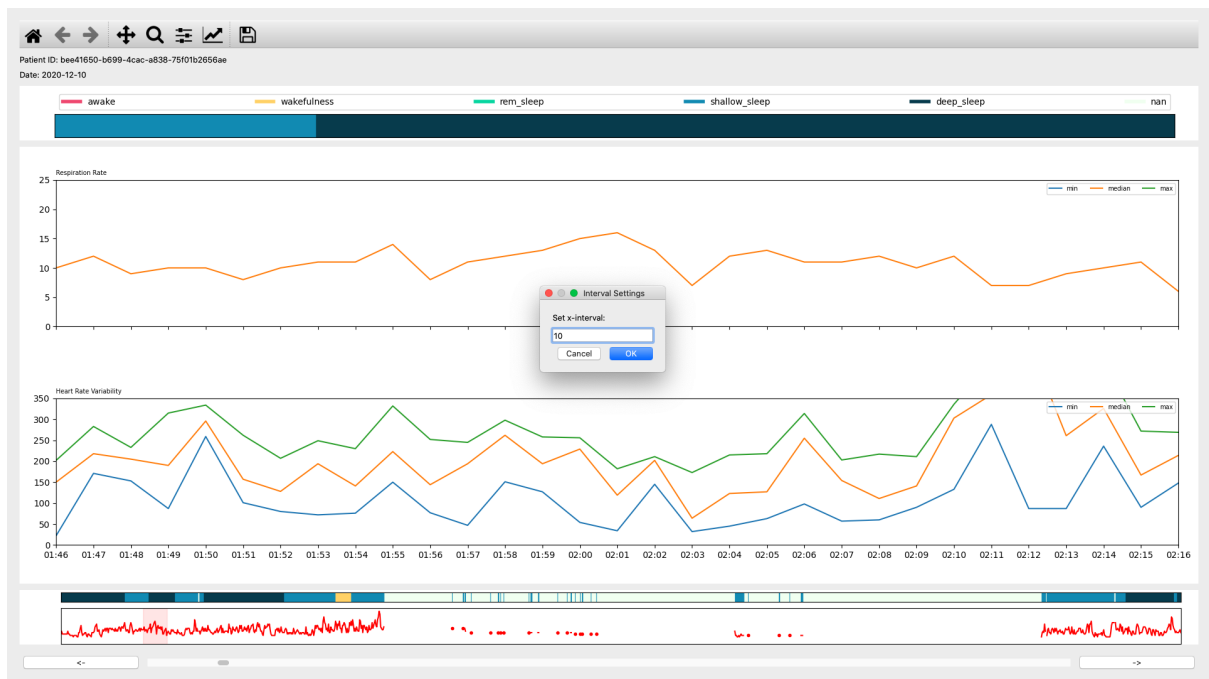 Patient ID: bee41650-b699-4cac-a838-75f01b2656ae
Date: 2020-12-10
awake wakefulness rem_sleep shallow_sleep deep_sleep nan
Respiration Rate
min median max
25
20
15
10
5
0
Interval Settings
Set x-interval:
10
Cancel OK
Heart Rate Variability
min median max
350
300
250
200
150
100
50
0
01:46 01:47 01:48 01:49 01:50 01:51 01:52 01:53 01:54 01:55 01:56 01:57 01:58 01:59 02:00 02:01 02:02 02:03 02:04 02:05 02:06 02:07 02:08 02:09 02:10 02:11 02:12 02:13 02:14 02:15 02:16
<- ->